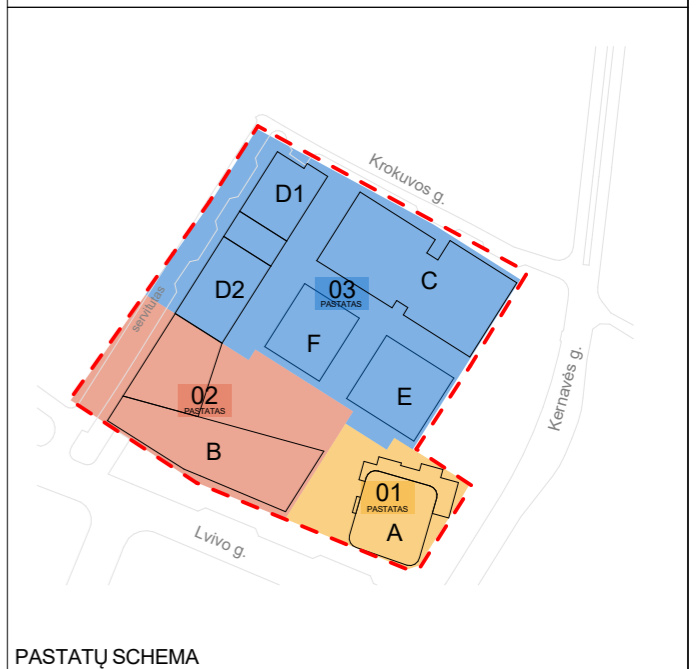 Krokuvos g.
D1
C
03
PASTATAS
D2
servitutas
F
E
Kernavės g.
02
PASTATAS
B
01
PASTATAS
A
Lvivo g.
PASTATŲ SCHEMA